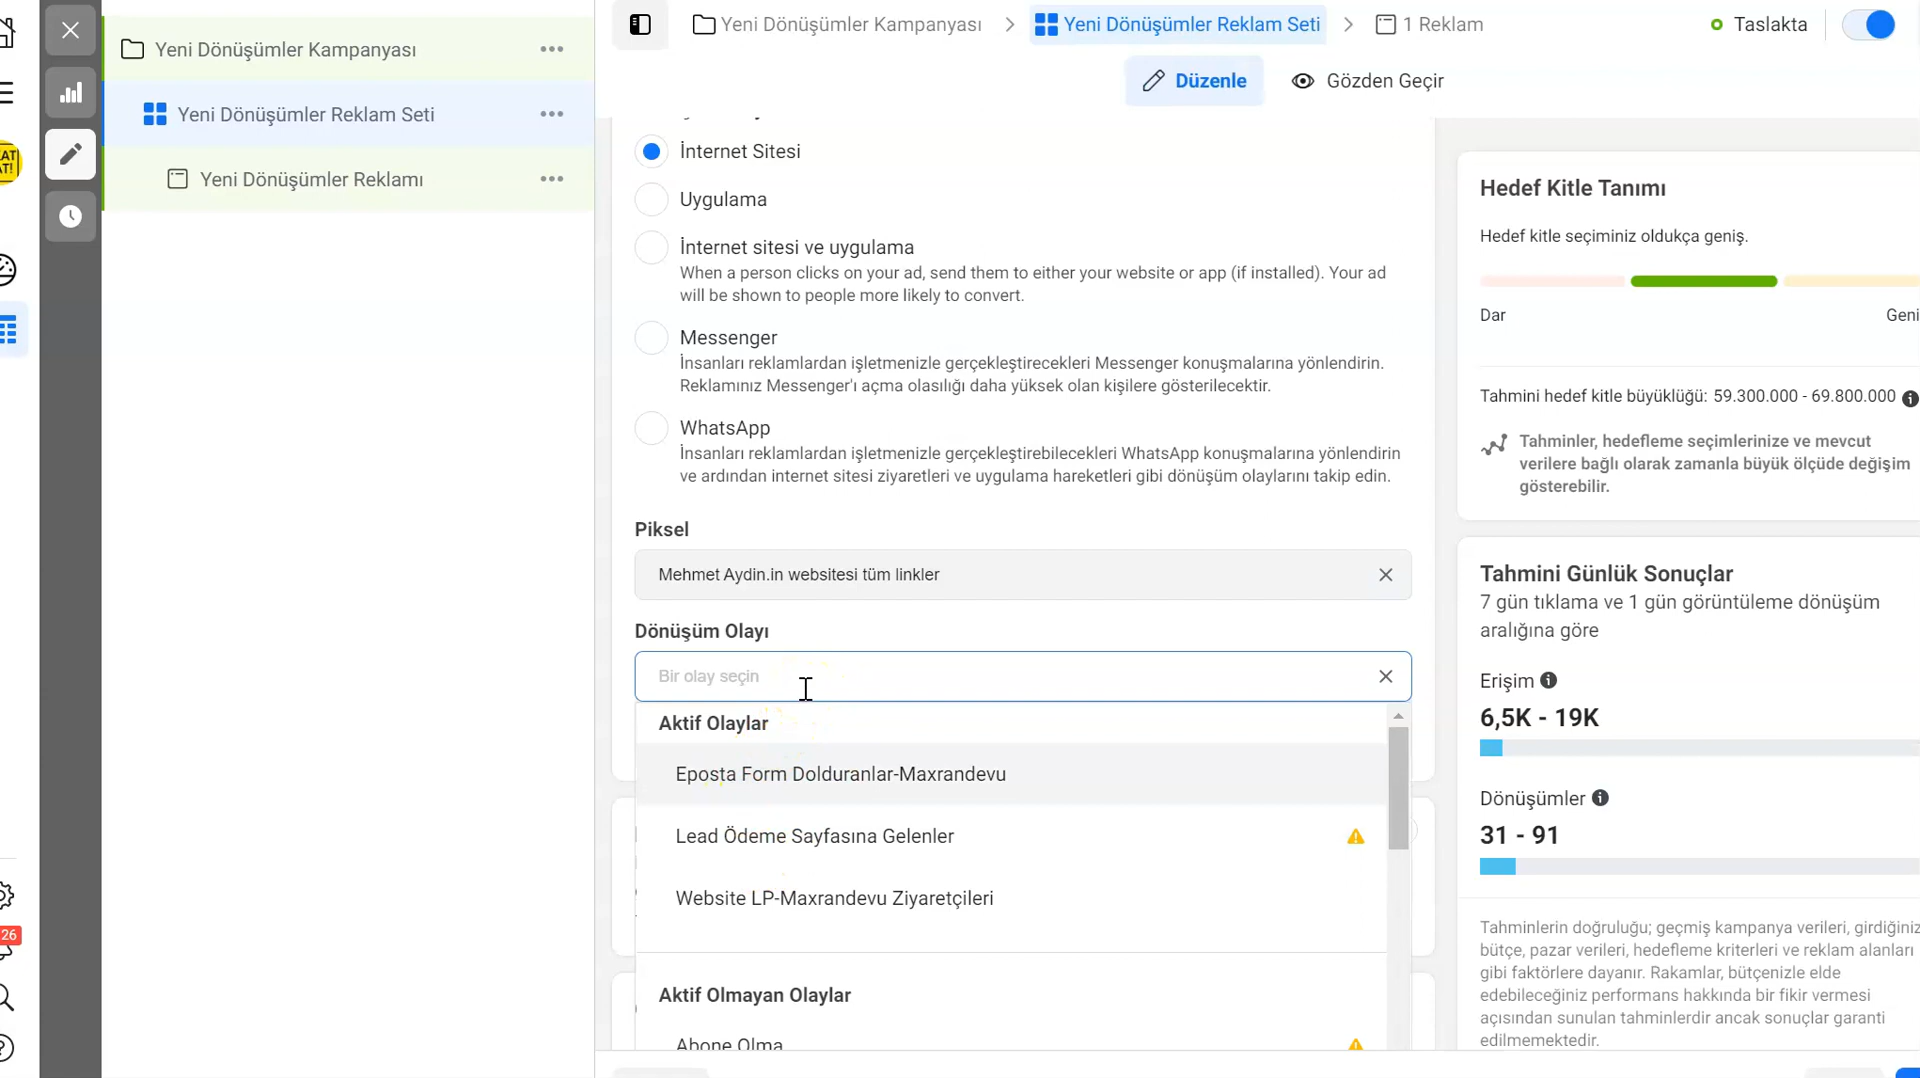 Yeni Dönüşümler Kampanyası
Yeni Dönüşümler Reklam Seti
Yeni Dönüşümler Reklamı
26
Yeni Dönüşümler Kampanyası
Yeni Dönüşümler Reklam Seti
1 Reklam
Taslakta
Düzenle
Gözden Geçir
İnternet Sitesi
Uygulama
İnternet sitesi ve uygulama
When a person clicks on your ad, send them to either your website or app (if installed). Your ad
will be shown to people more likely to convert.
Messenger
İnsanları reklamlardan işletmenizle gerçekleştirecekleri Messenger konuşmalarına yönlendirin.
Reklamınız Messenger'ı açma olasılığı daha yüksek olan kişilere gösterilecektir.
WhatsApp
İnsanları reklamlardan işletmenizle gerçekleştirebilecekleri WhatsApp konuşmalarına yönlendirin
ve ardından internet sitesi ziyaretleri ve uygulama hareketleri gibi dönüşüm olaylarını takip edin.
Piksel
Mehmet Aydin.in websitesi tüm linkler
Dönüşüm Olayı
Bir olay seçin
Aktif Olaylar
Eposta Form Dolduranlar-Maxrandevu
Lead Ödeme Sayfasına Gelenler
Website LP-Maxrandevu Ziyaretçileri
Aktif Olmayan Olaylar
Abone Olma
Hedef Kitle Tanımı
Hedef kitle seçiminiz oldukça geniş.
Dar
Geni
Tahmini hedef kitle büyüklüğü: 59.300.000 - 69.800.000
Tahminler, hedefleme seçimlerinize ve mevcut
verilere bağlı olarak zamanla büyük ölçüde değişim
gösterebilir.
Tahmini Günlük Sonuçlar
7 gün tıklama ve 1 gün görüntüleme dönüşüm
aralığına göre
Erişim
6,5K - 19K
Dönüşümler
31 - 91
Tahminlerin doğruluğu; geçmiş kampanya verileri, girdiğiniz
bütçe, pazar verileri, hedefleme kriterleri ve reklam alanları
gibi faktörlere dayanır. Rakamlar, bütçenizle elde
edebileceğiniz performans hakkında bir fikir vermesi
açısından sunulan tahminlerdir ancak sonuçlar garanti
edilmemektedir.